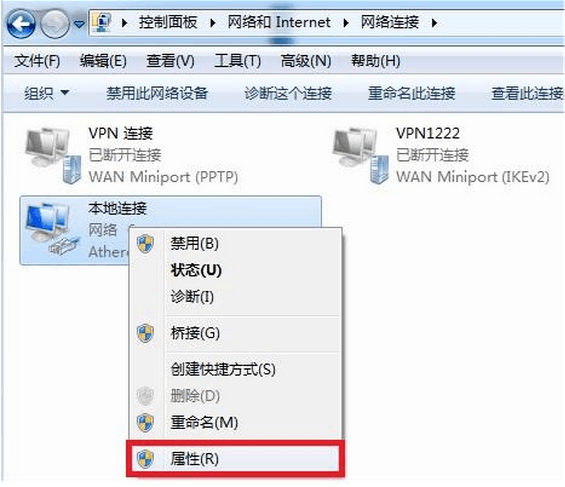 控制面板 ▸ 网络和 Internet ▸ 网络连接 ▸
文件(F) 编辑(E) 查看(V) 工具(T) 高级(N) 帮助(H)
组织 禁用此网络设备 诊断这个连接 重命名此连接 查看此连接
VPN 连接
已断开连接
WAN Miniport (PPTP)
VPN1222
已断开连接
WAN Miniport (IKEv2)
本地连接
网络
Ather
禁用(B)
状态(U)
诊断(I)
桥接(G)
创建快捷方式(S)
删除(D)
重命名(M)
属性(R)